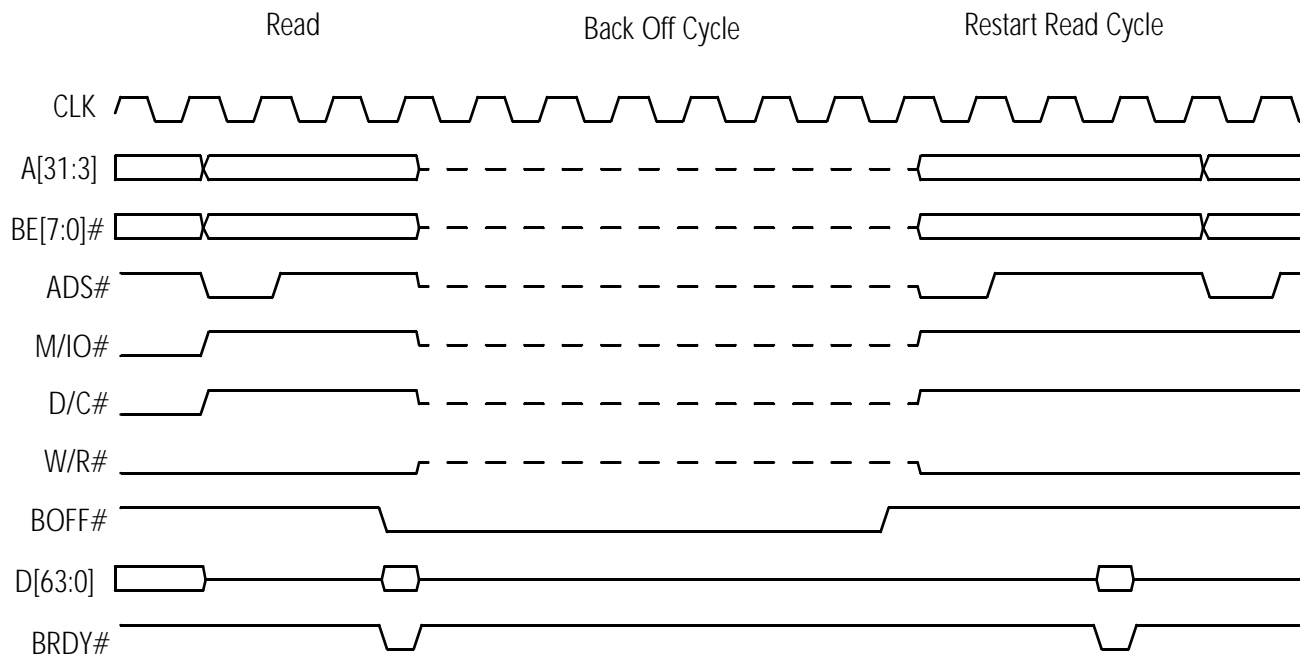 Read
Back Off Cycle
Restart Read Cycle
CLK
A[31:3]
BE[7:0]#
ADS#
M/IO#
D/C#
W/R#
BOFF#
D[63:0]
BRDY#